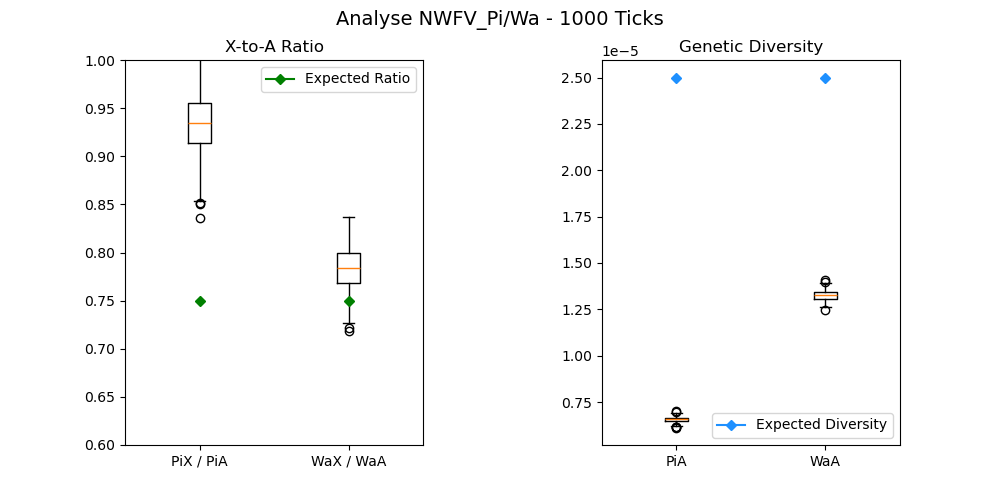 Analyse NWFV_Pi/Wa - 1000 Ticks
X-to-A Ratio
1.00
0.95
0.90
0.85
0.80
0.75
0.70
0.65
0.60
Expected Ratio
PiX / PiA
WaX / WaA
Genetic Diversity
1e−5
2.50
2.25
2.00
1.75
1.50
1.25
1.00
0.75
Expected Diversity
PiA
WaA